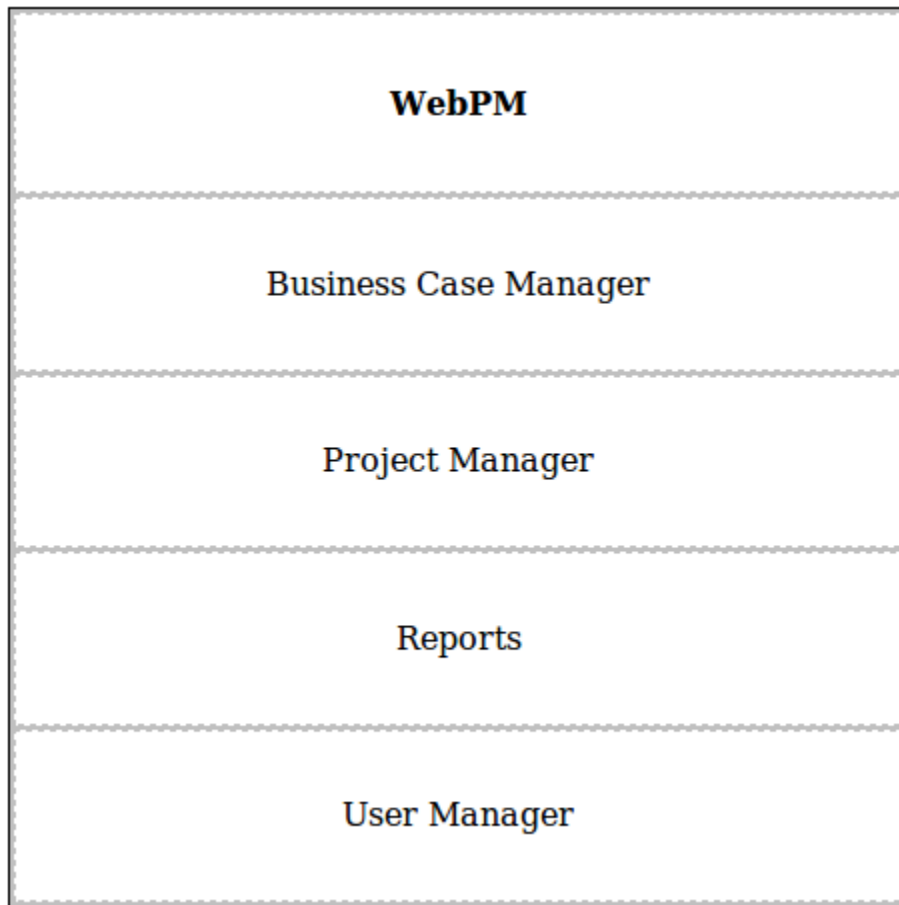 WebPM
Business Case Manager
Project Manager
Reports
User Manager